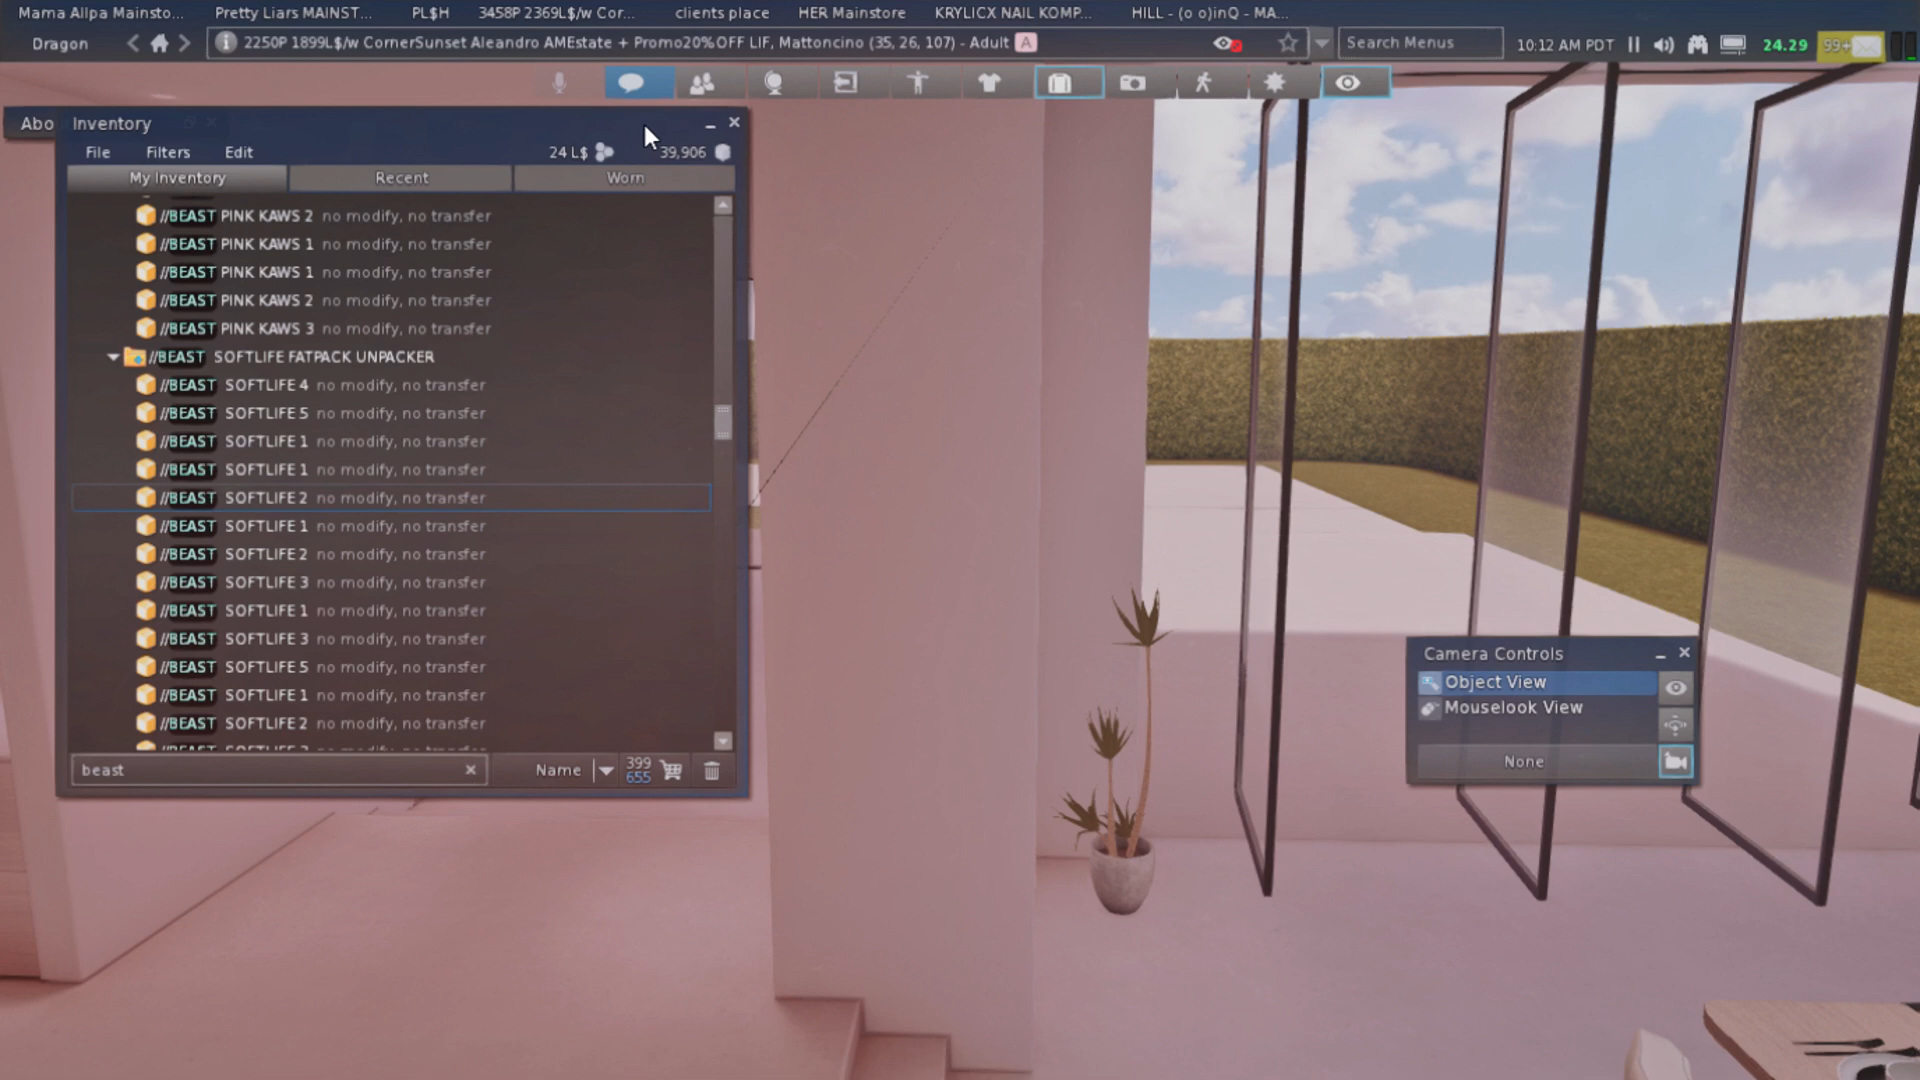 Mama Allpa Mainsto... Pretty Liars MAINST... PL$H 3458P 2369L$/w Cor... clients place HER Mainstore KRYLICX NAIL KOMP... HILL - (o o)inQ - MA...
Dragon 2250P 1899L$/w CornerSunset Aleandro AMEstate + Promo20%OFF LIF, Mattoncino (35, 26, 107) - Adult A Search Menus 10:12 AM PDT 24.29 99+
Abo Inventory
File Filters Edit 24 L$ 39,906
My Inventory Recent Worn
//BEAST PINK KAWS 2 no modify, no transfer
//BEAST PINK KAWS 1 no modify, no transfer
//BEAST PINK KAWS 1 no modify, no transfer
//BEAST PINK KAWS 2 no modify, no transfer
//BEAST PINK KAWS 3 no modify, no transfer
//BEAST SOFTLIFE FATPACK UNPACKER
//BEAST SOFTLIFE 4 no modify, no transfer
//BEAST SOFTLIFE 5 no modify, no transfer
//BEAST SOFTLIFE 1 no modify, no transfer
//BEAST SOFTLIFE 1 no modify, no transfer
//BEAST SOFTLIFE 2 no modify, no transfer
//BEAST SOFTLIFE 1 no modify, no transfer
//BEAST SOFTLIFE 2 no modify, no transfer
//BEAST SOFTLIFE 3 no modify, no transfer
//BEAST SOFTLIFE 1 no modify, no transfer
//BEAST SOFTLIFE 3 no modify, no transfer
//BEAST SOFTLIFE 5 no modify, no transfer
//BEAST SOFTLIFE 1 no modify, no transfer
//BEAST SOFTLIFE 2 no modify, no transfer
beast Name 399
655
Camera Controls
Object View
Mouselook View
None